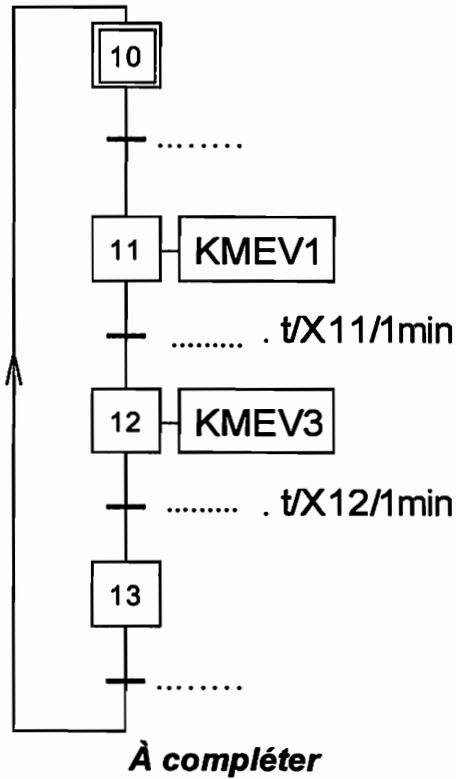 10
........
11 KMEV1
......... . t/X11/1min
12 KMEV3
......... . t/X12/1min
13
........
À compléter